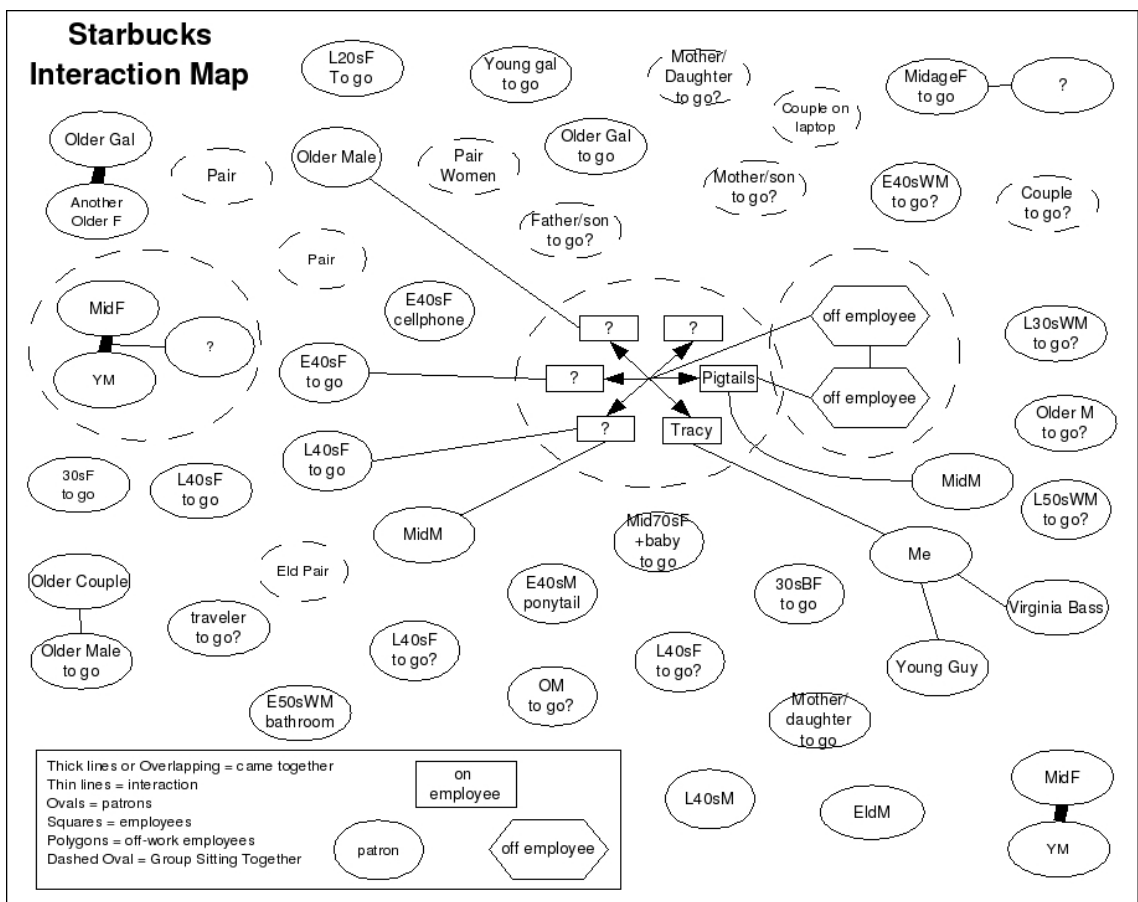 Starbucks
Interaction Map
L20sF
To go
Young gal
to go
Mother/
Daughter
to go?
MidageF
to go
?
Couple on
laptop
Older Gal
Another
Older F
Pair
Older Male
Pair
Women
Older Gal
to go
Mother/son
to go?
E40sWM
to go?
Couple
to go?
Father/son
to go?
Pair
MidF
?
YM
E40sF
cellphone
?
?
off employee
L30sWM
to go?
E40sF
to go
?
Pigtails
off employee
?
Tracy
Older M
to go?
L40sF
to go
30sF
to go
L40sF
to go
MidM
L50sWM
to go?
MidM
Mid70sF
+baby
to go
Me
Eld Pair
Older Couple
E40sM
ponytail
30sBF
to go
Virginia Bass
traveler
to go?
Older Male
to go
L40sF
to go?
L40sF
to go?
Young Guy
E50sWM
bathroom
OM
to go?
Mother/
daughter
to go
Thick lines or Overlapping = came together
Thin lines = interaction
Ovals = patrons
Squares = employees
Polygons = off-work employees
Dashed Oval = Group Sitting Together
on
employee
patron
off employee
L40sM
EldM
MidF
YM